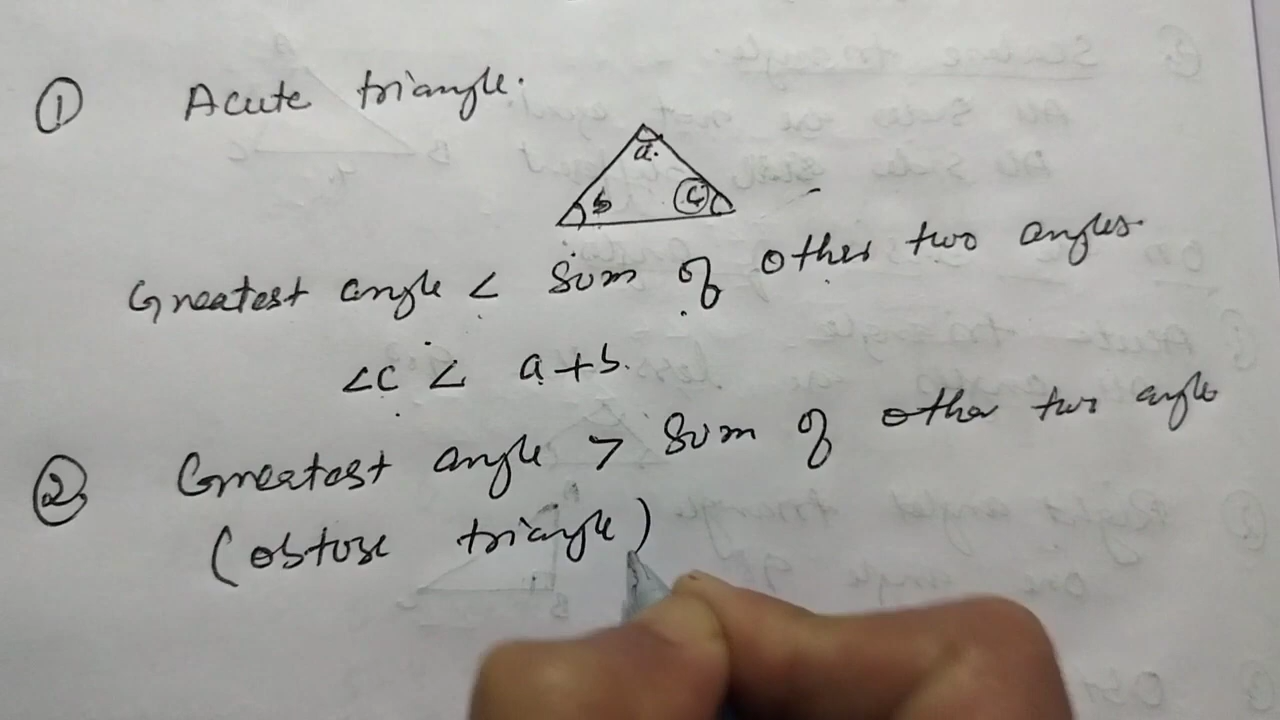 ① Acute triangle.
a.
b
c
Greatest angle < Sum of other two angles.
∠c < a+b.
② Greatest angle > Sum of other two angle
(obtuse triangle)